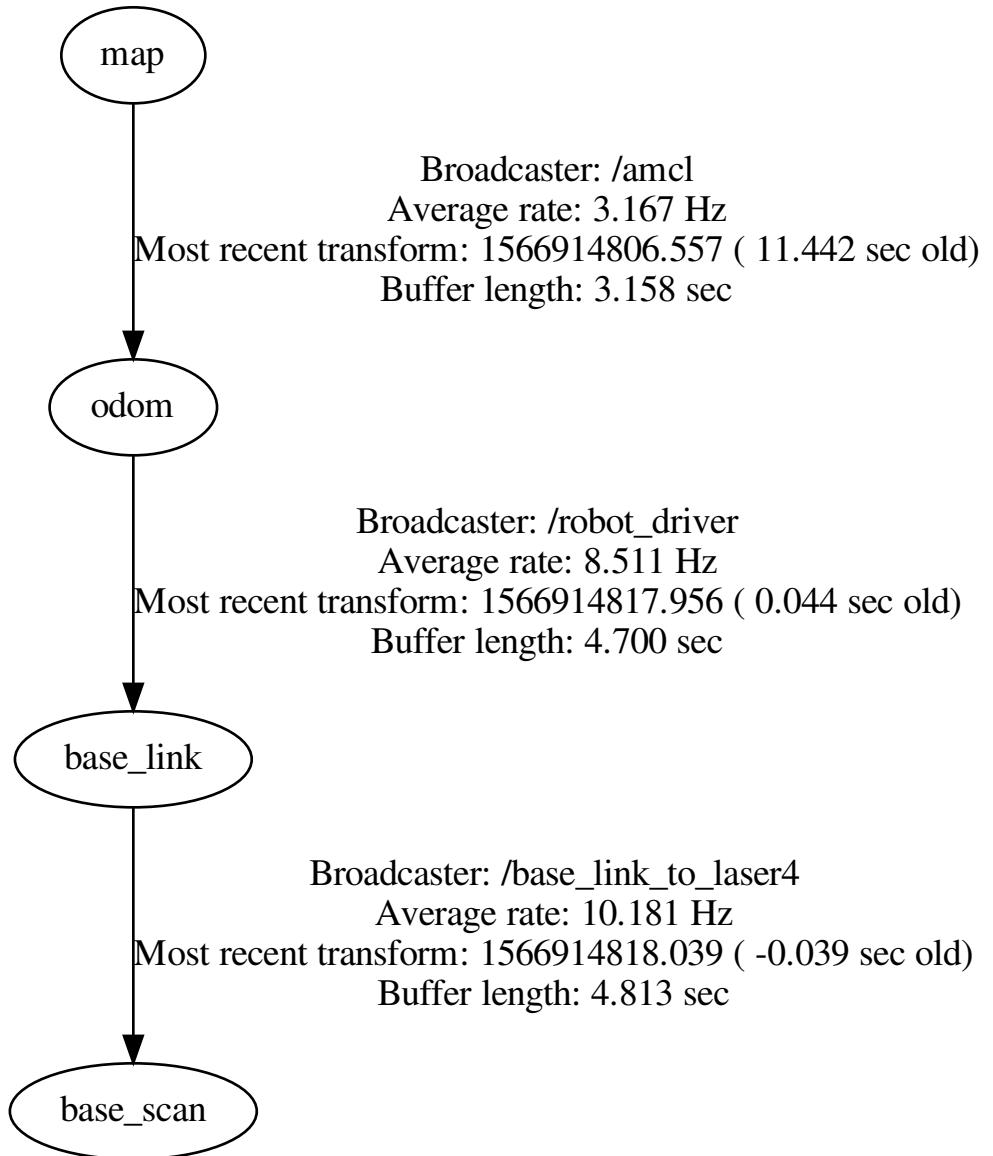 map
Broadcaster: /amcl
Average rate: 3.167 Hz
Most recent transform: 1566914806.557 ( 11.442 sec old)
Buffer length: 3.158 sec
odom
Broadcaster: /robot_driver
Average rate: 8.511 Hz
Most recent transform: 1566914817.956 ( 0.044 sec old)
Buffer length: 4.700 sec
base_link
Broadcaster: /base_link_to_laser4
Average rate: 10.181 Hz
Most recent transform: 1566914818.039 ( -0.039 sec old)
Buffer length: 4.813 sec
base_scan